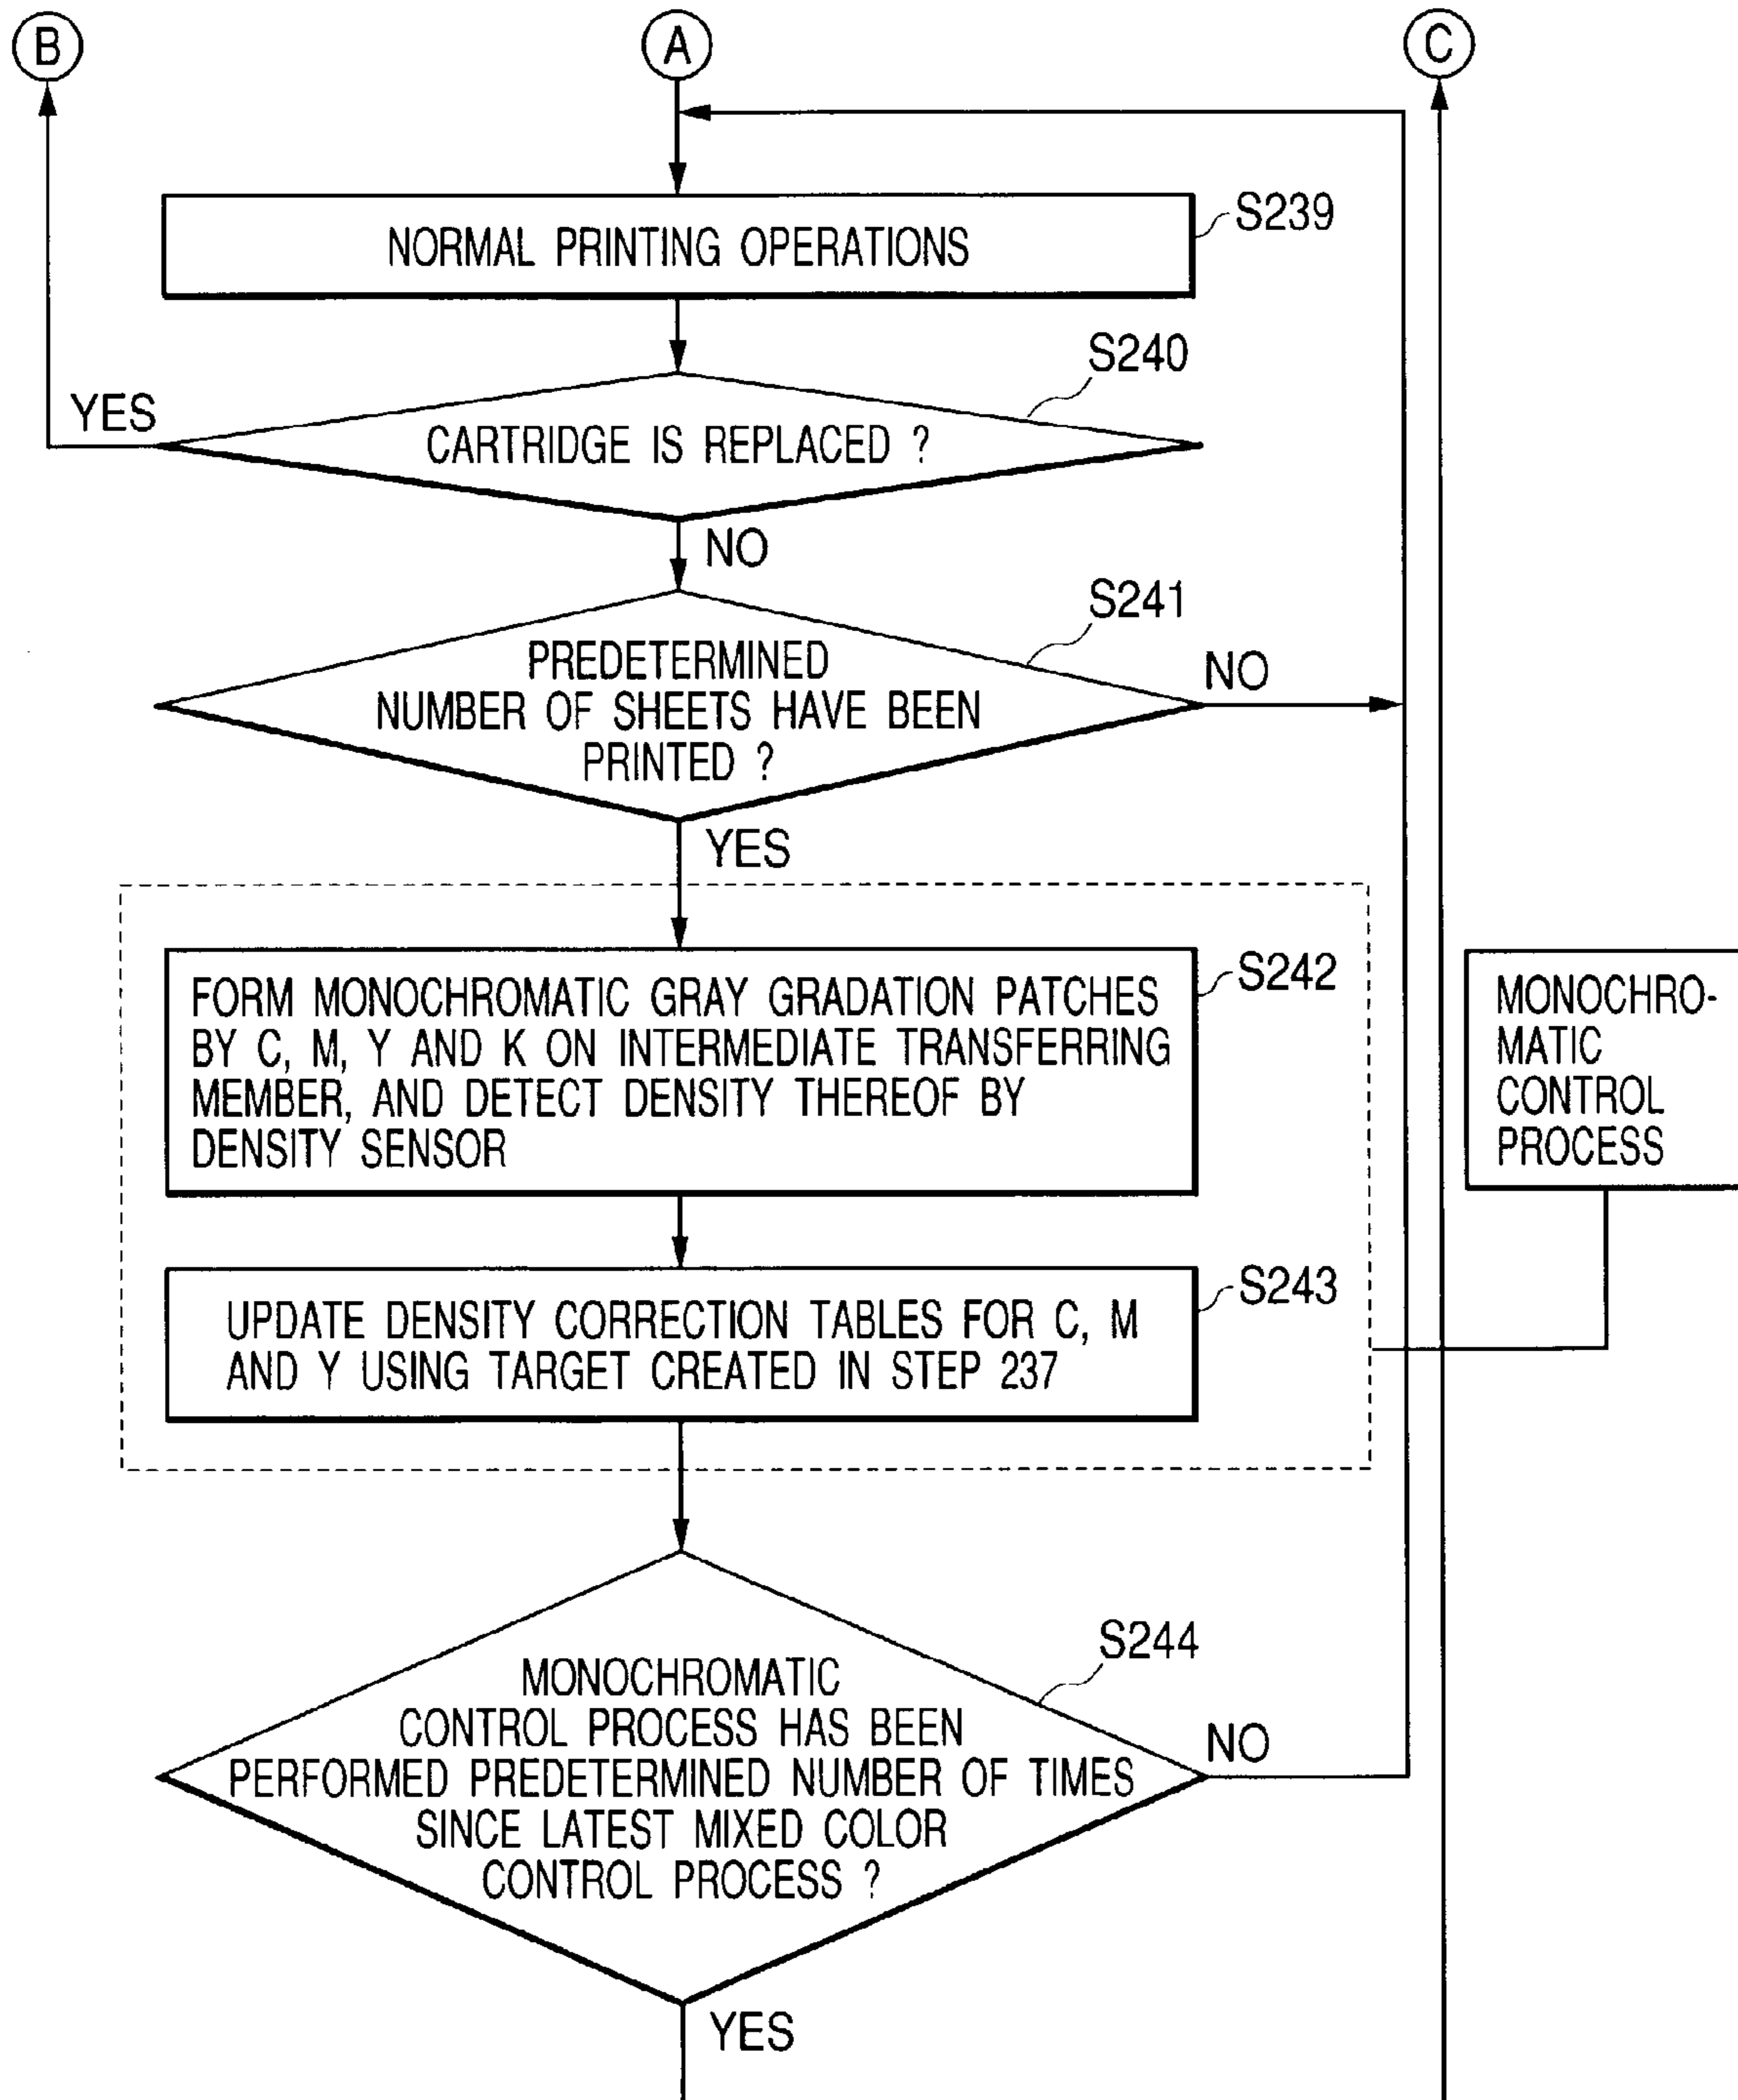 B
A
C
NORMAL PRINTING OPERATIONS
S239
S240
YES
CARTRIDGE IS REPLACED ?
NO
S241
PREDETERMINED
NUMBER OF SHEETS HAVE BEEN
PRINTED ?
NO
YES
FORM MONOCHROMATIC GRAY GRADATION PATCHES
BY C, M, Y AND K ON INTERMEDIATE TRANSFERRING
MEMBER, AND DETECT DENSITY THEREOF BY
DENSITY SENSOR
S242
MONOCHRO-
MATIC
CONTROL
PROCESS
UPDATE DENSITY CORRECTION TABLES FOR C, M
AND Y USING TARGET CREATED IN STEP 237
S243
S244
MONOCHROMATIC
CONTROL PROCESS HAS BEEN
PERFORMED PREDETERMINED NUMBER OF TIMES
SINCE LATEST MIXED COLOR
CONTROL PROCESS ?
NO
YES